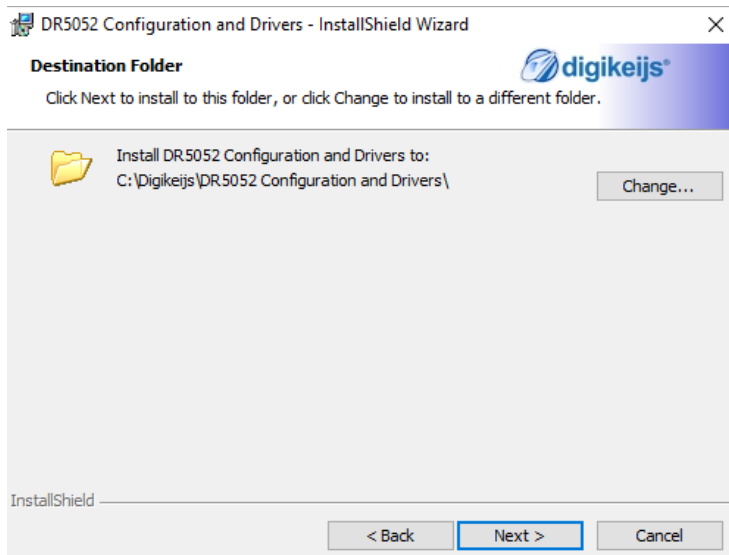 DR5052 Configuration and Drivers - InstallShield Wizard
Destination Folder
digikeijs®
Click Next to install to this folder, or click Change to install to a different folder.
Install DR5052 Configuration and Drivers to:
C:\Digikeijs\DR5052 Configuration and Drivers\
Change...
InstallShield
< Back
Next >
Cancel